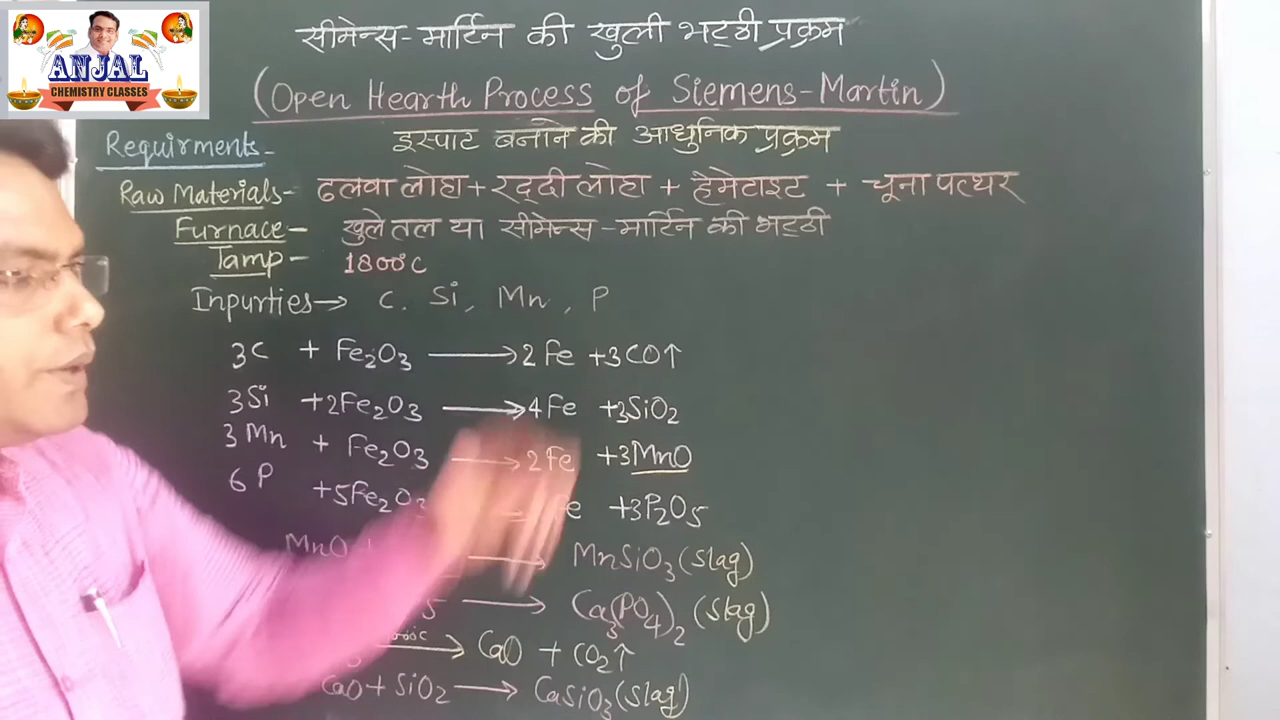 ANJAL
CHEMISTRY CLASSES
सीमेन्स-मार्टिन की खुली भट्ठी प्रक्रम
(Open Hearth Process of Siemens-Martin)
इस्पात बनाने की आधुनिक प्रक्रम
Requirments-
Raw Materials- ढलवा लोहा + रद्दी लोहा + हेमेटाइट + चूना पत्थर
Furnace- खुले तल या सीमेन्स-मार्टिन की भट्ठी
Tamp- 1800°C
Inpurties → C. Si, Mn, P
3C + Fe₂O₃ → 2Fe + 3CO↑
3Si + 2Fe₂O₃ → 4Fe + 3SiO₂
3Mn + Fe₂O₃ → 2Fe + 3MnO
6P + 5Fe₂O₃ → Fe + 3P₂O₅
MnO → MnSiO₃ (Slag)
5 → Ca₃(PO₄)₂ (Slag)
→ CaO + CO₂↑
CaO + SiO₂ → CaSiO₃ (Slag)